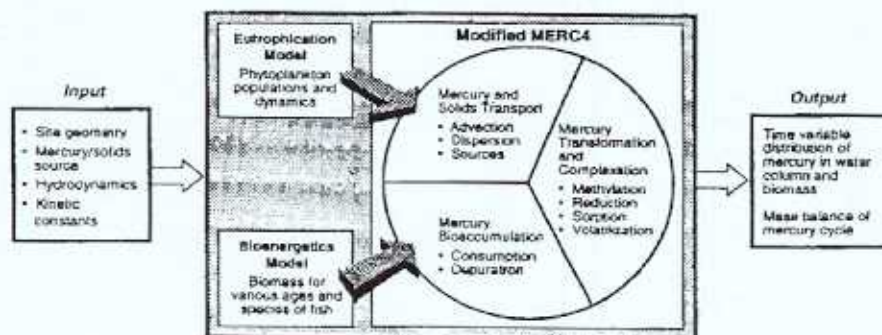 Input
• Site geometry
• Mercury/solids
source
• Hydrodynamics
• Kinetic
constants
Eutrophication
Model
Phytoplankton
populations and
dynamics
Bioenergetics
Model
Biomass for
various ages and
species of fish
Modified MERC4
Mercury and
Solids Transport
• Advection
• Dispersion
• Sources
Mercury
Transformation
and
Complexation
• Methylation
• Reduction
• Sorption
• Volatilization
Mercury
Bioaccumulation
• Consumption
• Depuration
Output
Time variable
distribution of
mercury in water
column and
biomass
Mass balance of
mercury cycle